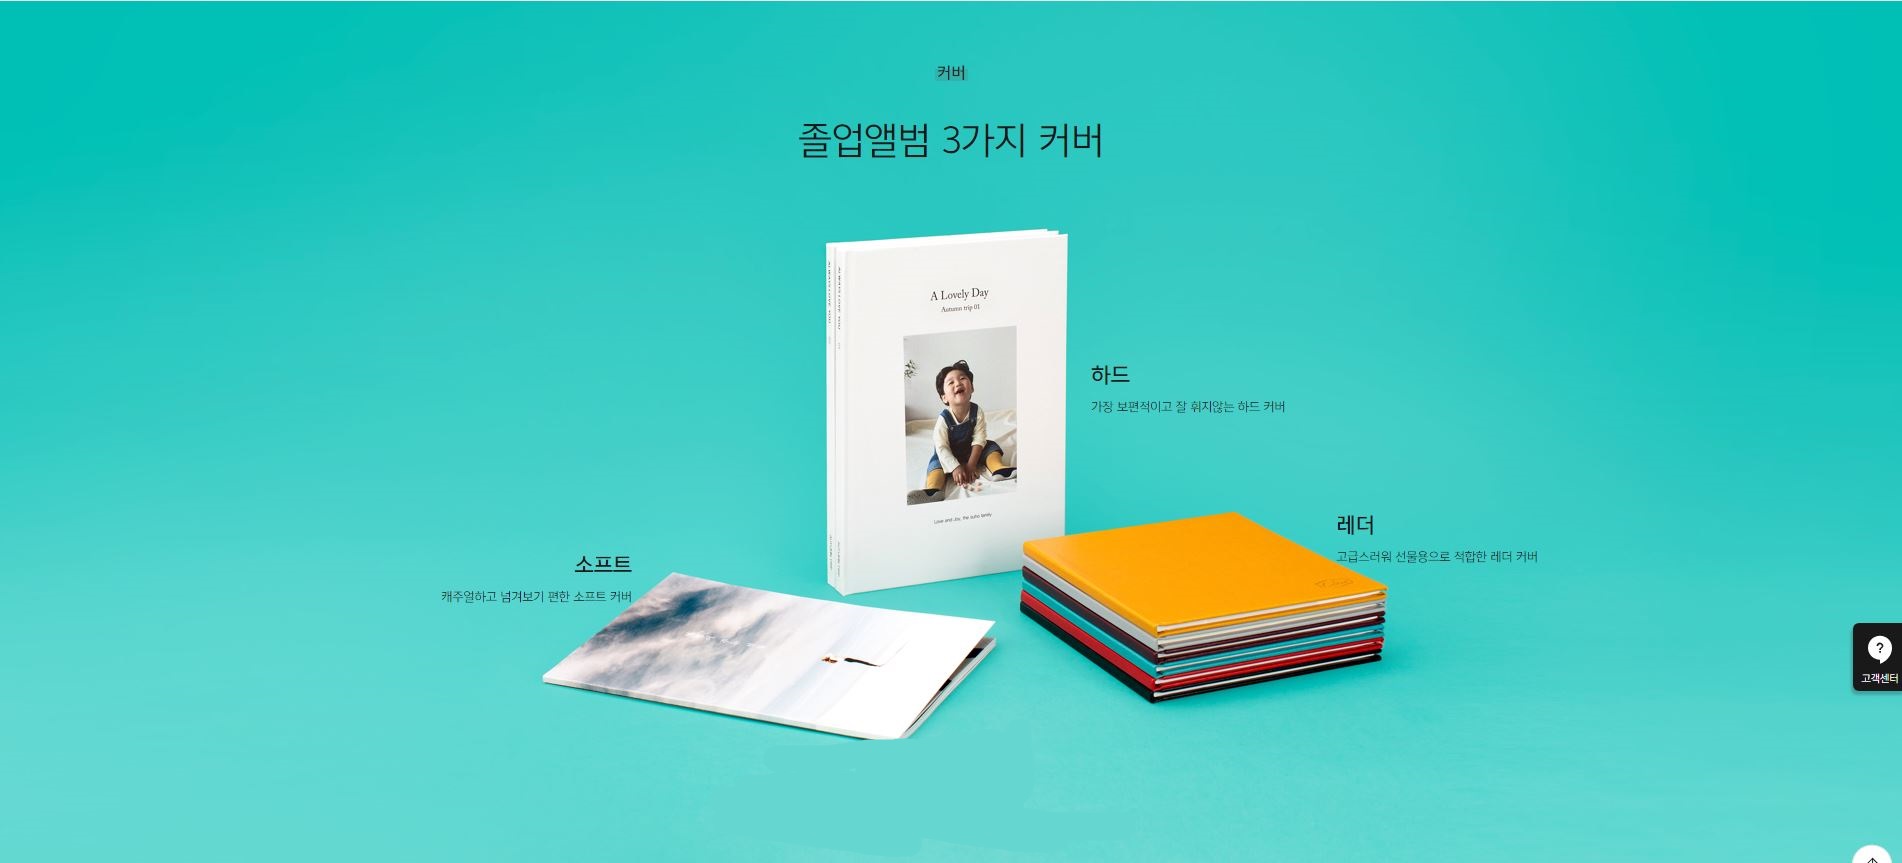 커버
졸업앨범 3가지 커버
A Lovely Day
Autumn trip 01
Love and Joy, the suho family
하드
가장 보편적이고 잘 휘지않는 하드 커버
레더
고급스러워 선물용으로 적합한 레더 커버
소프트
캐주얼하고 넘겨보기 편한 소프트 커버
?
고객센터